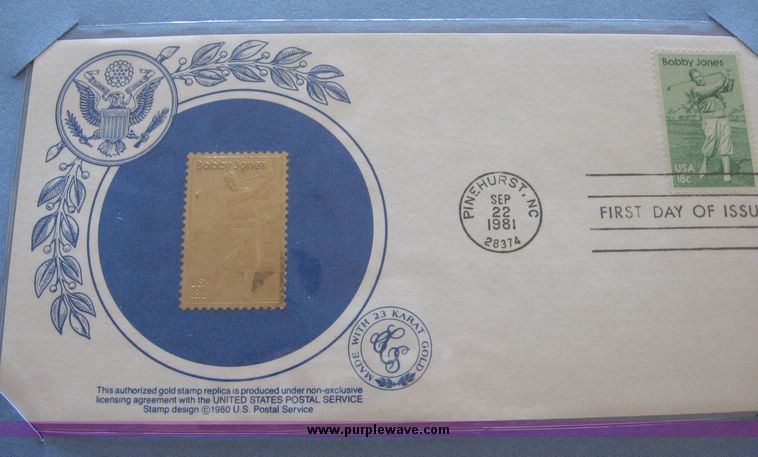 Bobby Jones
USA
18c
Bobby Jones
USA
18c
PINEHURST, NC
SEP
22
1981
28374
FIRST DAY OF ISSU
MADE WITH 23 KARAT GOLD
This authorized gold stamp replica is produced under non-exclusive
licensing agreement with the UNITED STATES POSTAL SERVICE
Stamp design ©1980 U.S. Postal Service
www.purplewave.com